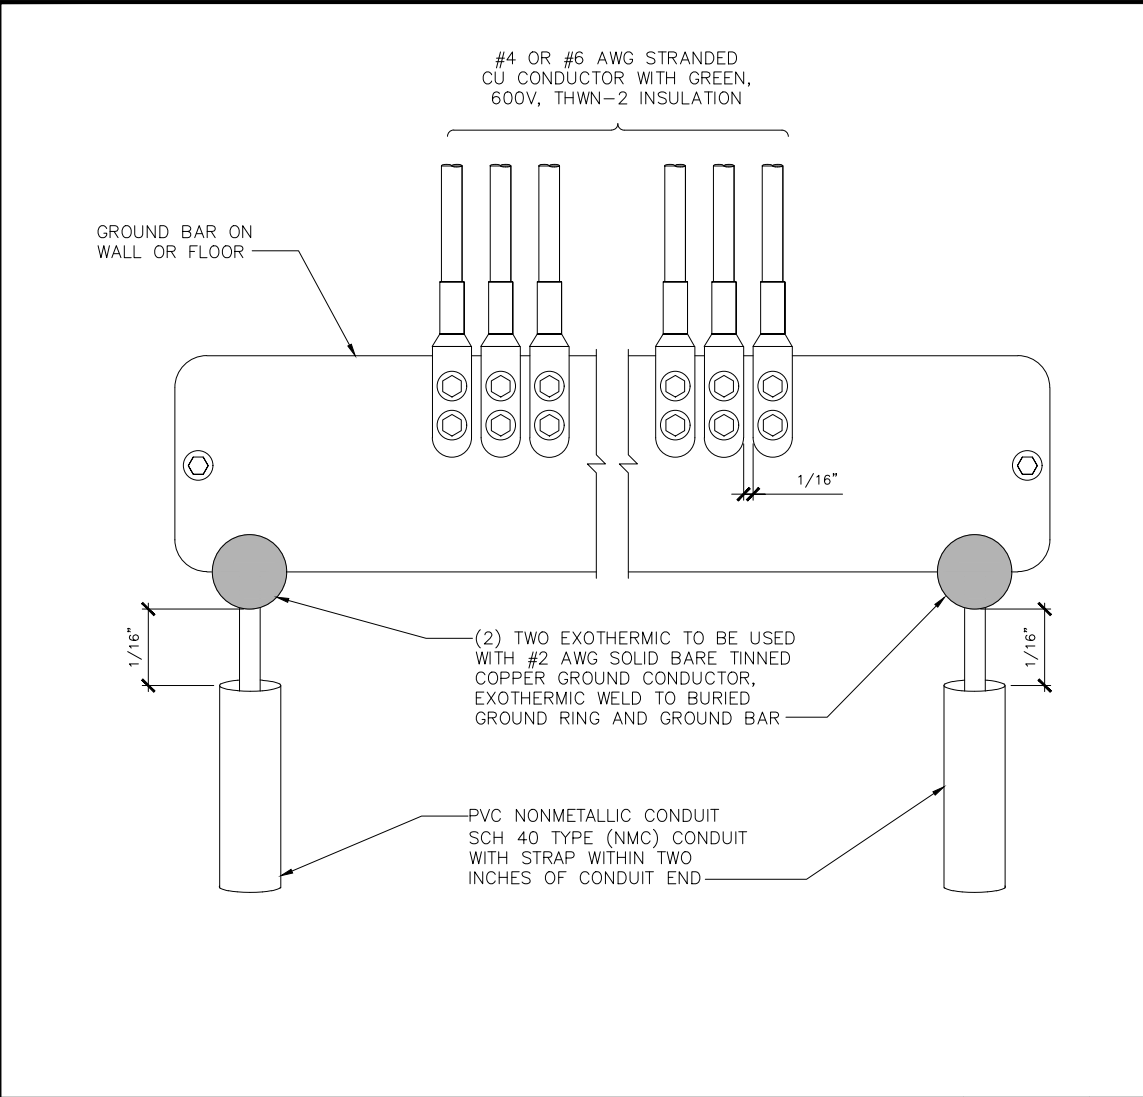 #4 OR #6 AWG STRANDED
CU CONDUCTOR WITH GREEN,
600V, THWN-2 INSULATION
GROUND BAR ON
WALL OR FLOOR
1/16"
1/16"
1/16"
(2) TWO EXOTHERMIC TO BE USED
WITH #2 AWG SOLID BARE TINNED
COPPER GROUND CONDUCTOR,
EXOTHERMIC WELD TO BURIED
GROUND RING AND GROUND BAR
PVC NONMETALLIC CONDUIT
SCH 40 TYPE (NMC) CONDUIT
WITH STRAP WITHIN TWO
INCHES OF CONDUIT END